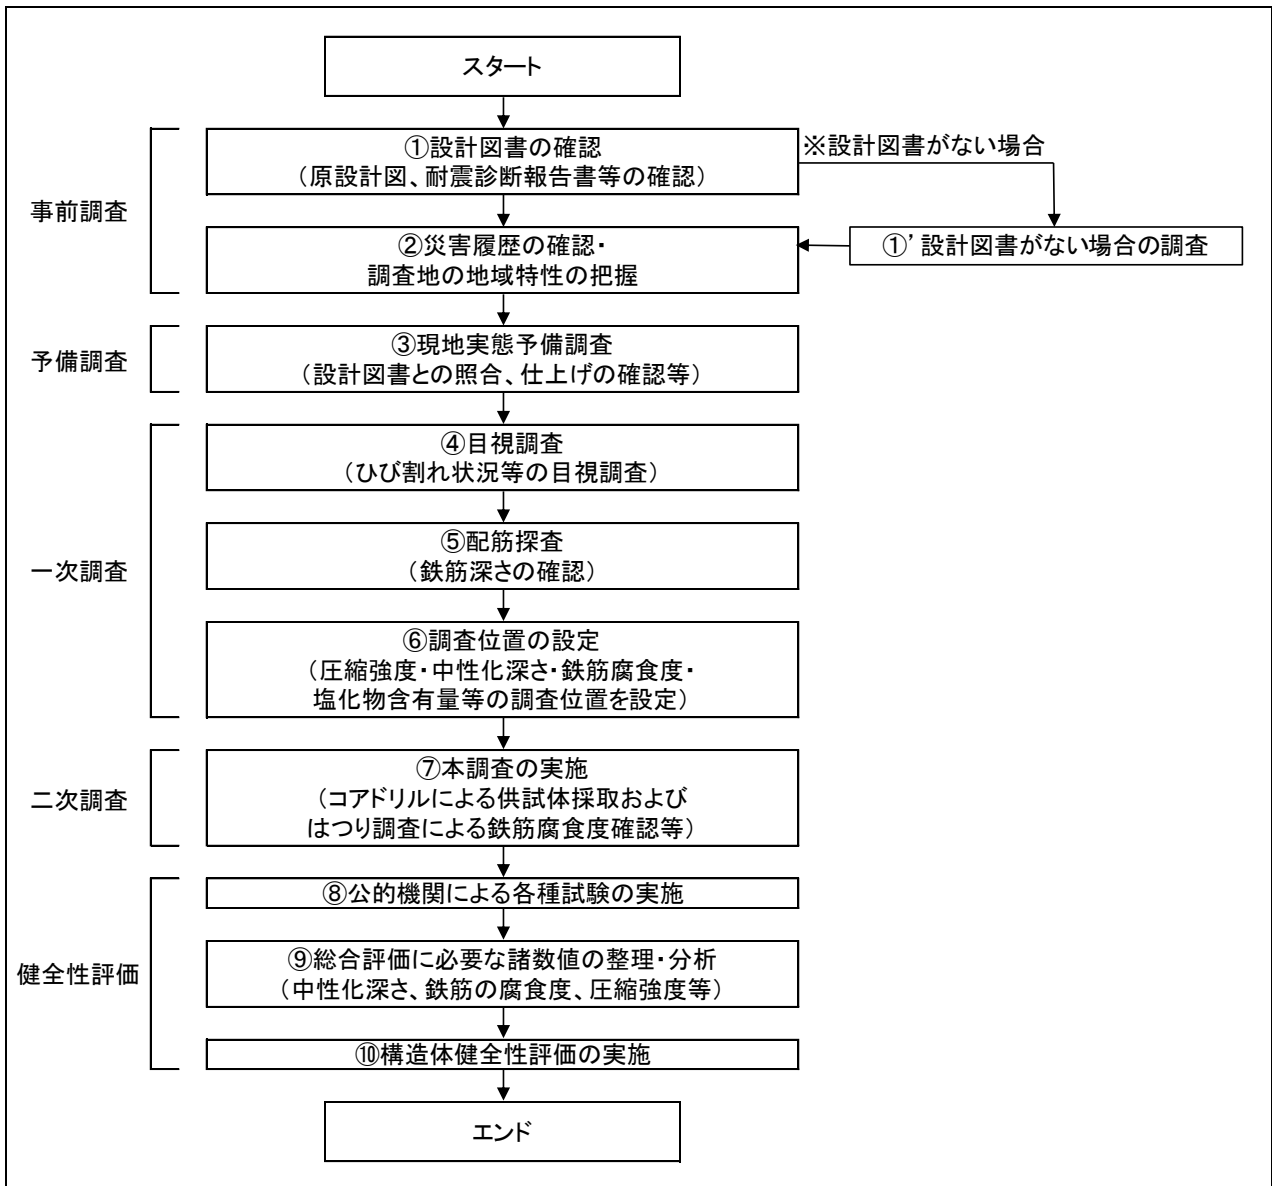 スタート
事前調査
①設計図書の確認
（原設計図、耐震診断報告書等の確認）
※設計図書がない場合
①’設計図書がない場合の調査
②災害履歴の確認・
調査地の地域特性の把握
予備調査
③現地実態予備調査
（設計図書との照合、仕上げの確認等）
一次調査
④目視調査
（ひび割れ状況等の目視調査）
⑤配筋探査
（鉄筋深さの確認）
⑥調査位置の設定
（圧縮強度・中性化深さ・鉄筋腐食度・
塩化物含有量等の調査位置を設定）
二次調査
⑦本調査の実施
（コアドリルによる供試体採取および
はつり調査による鉄筋腐食度確認等）
健全性評価
⑧公的機関による各種試験の実施
⑨総合評価に必要な諸数値の整理・分析
（中性化深さ、鉄筋の腐食度、圧縮強度等）
⑩構造体健全性評価の実施
エンド